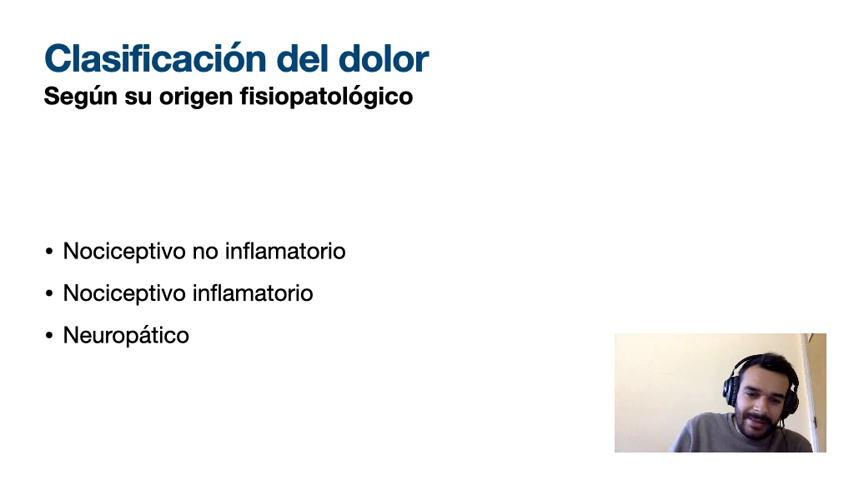 Clasificación del dolor
Según su origen fisiopatológico
• Nociceptivo no inflamatorio
• Nociceptivo inflamatorio
• Neuropático